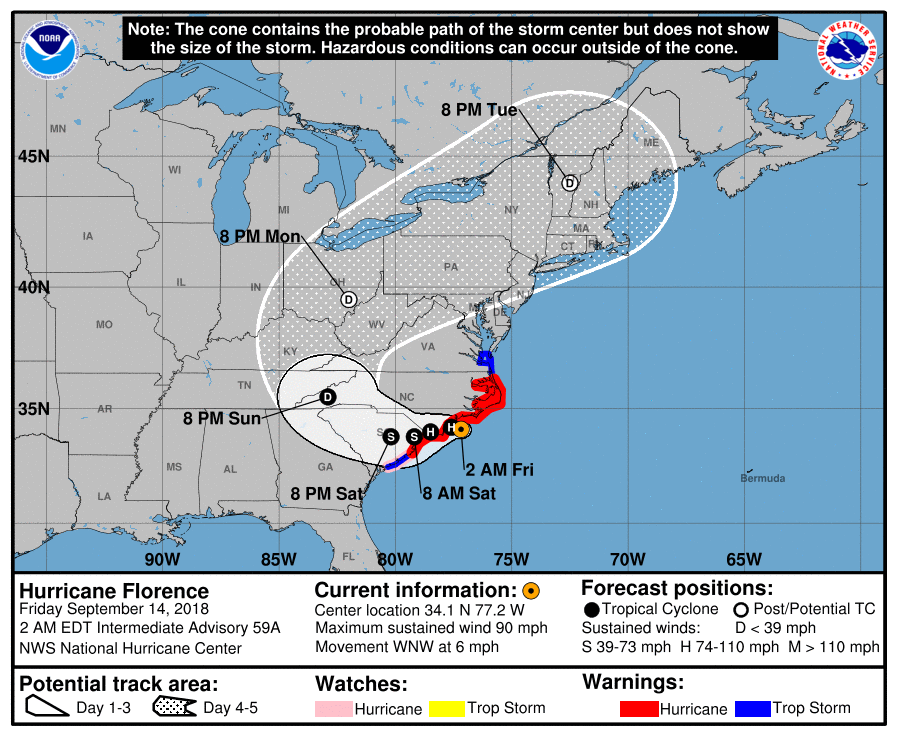 Note: The cone contains the probable path of the storm center but does not show
the size of the storm. Hazardous conditions can occur outside of the cone.
NOAA
NATIONAL WEATHER SERVICE
8 PM Tue
MN
ME
45N
WI
D
MI
NY
NH
8 PM Mon
MA
IA
CT
PA
40N
IL
IN
OH
D
NJ
DE
MO
WV
VA
KY
TN
D
NC
35N
AR
8 PM Sun
S
S
H
H
MS
AL
GA
2 AM Fri
Bermuda
LA
8 PM Sat
8 AM Sat
FL
90W
85W
80W
75W
70W
65W
Hurricane Florence
Friday September 14, 2018
2 AM EDT Intermediate Advisory 59A
NWS National Hurricane Center
Current information:
Center location 34.1 N 77.2 W
Maximum sustained wind 90 mph
Movement WNW at 6 mph
Forecast positions:
Tropical Cyclone
Post/Potential TC
Sustained winds:
D < 39 mph
S 39-73 mph H 74-110 mph M > 110 mph
Potential track area:
Day 1-3
Day 4-5
Watches:
Hurricane
Trop Storm
Warnings:
Hurricane
Trop Storm